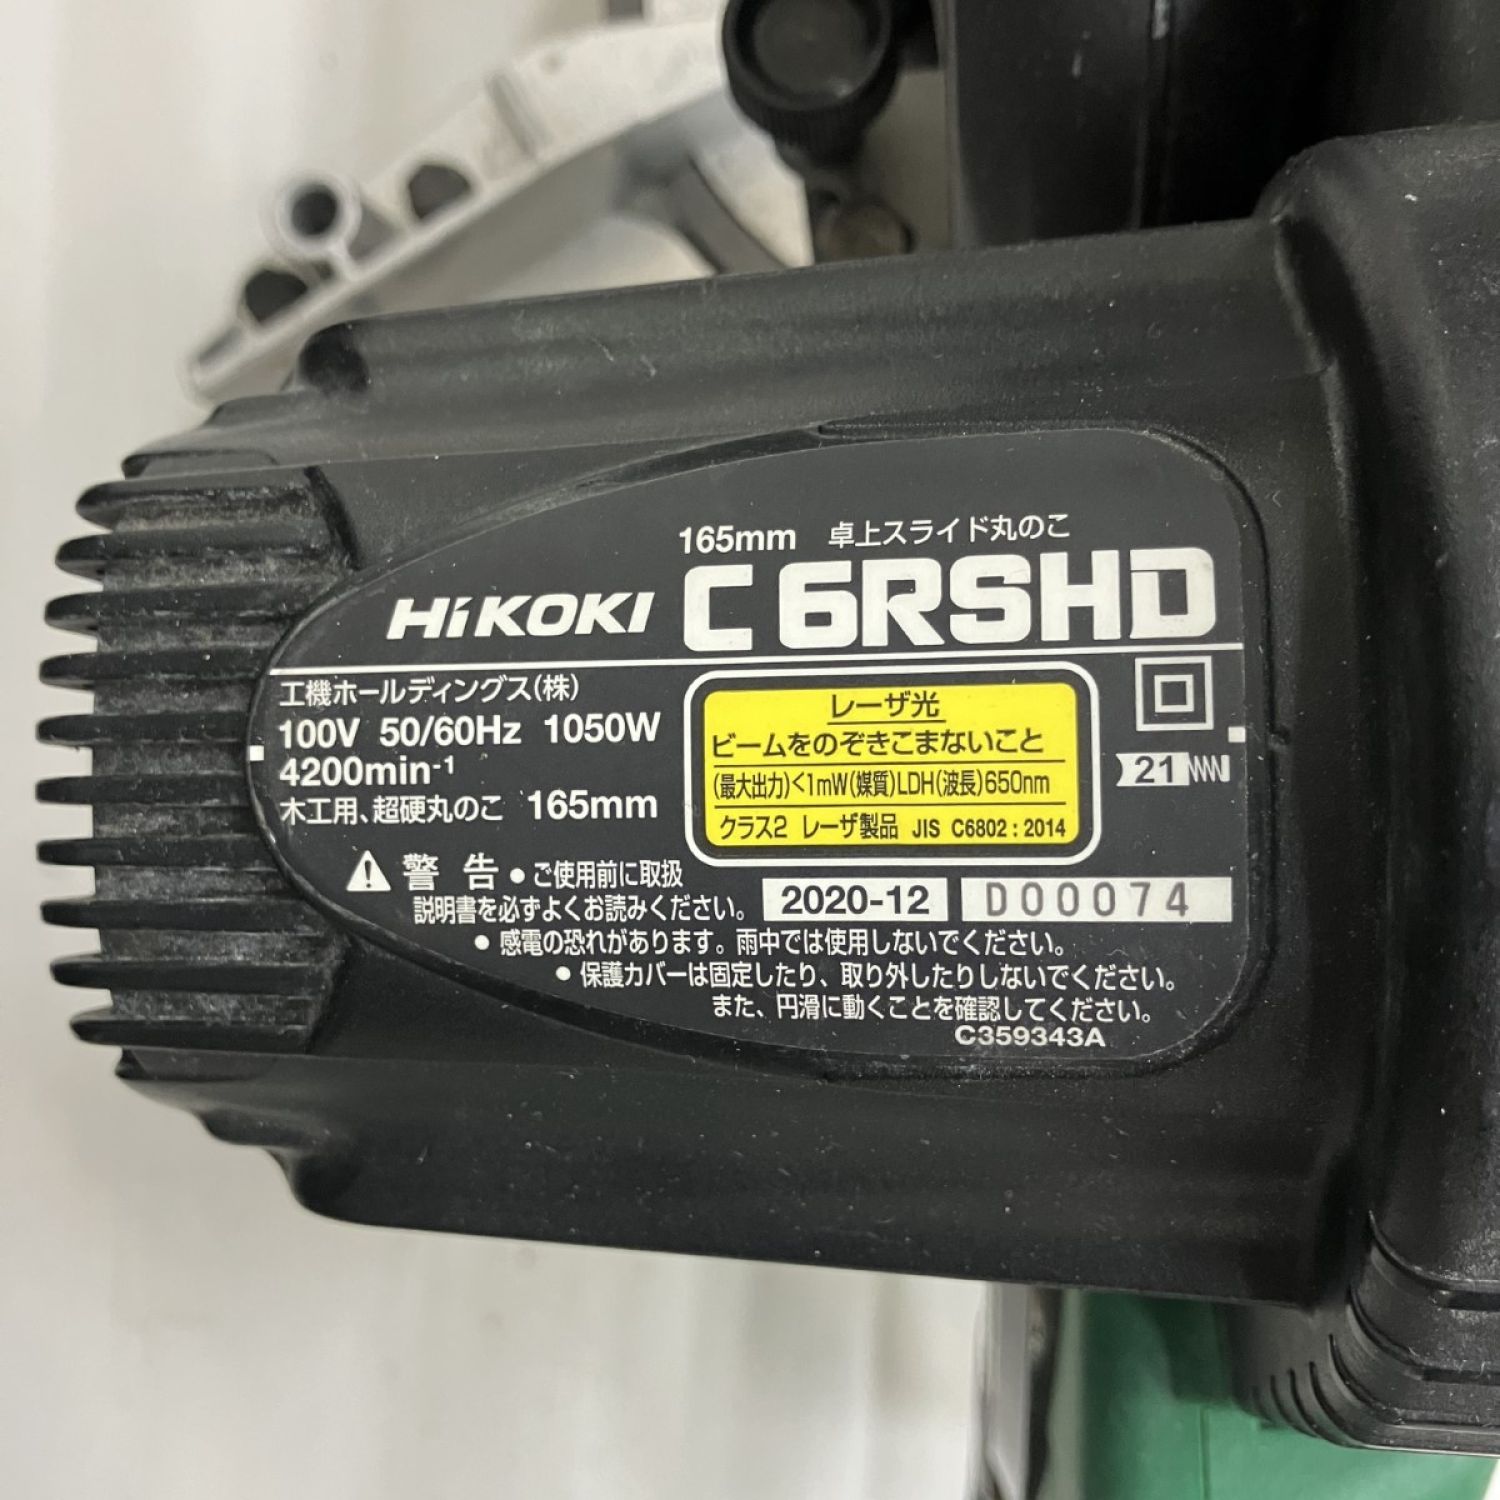 165mm 卓上スライド丸のこ
HiKOKI C 6RSHD
工機ホールディングス(株)
100V 50/60Hz 1050W
4200min-1
木工用、超硬丸のこ 165mm
レーザ光
ビームをのぞきこまないこと
(最大出力)<1mW(媒質)LDH(波長)650nm
クラス2 レーザ製品 JIS C6802:2014
21
警告 ●ご使用前に取扱
説明書を必ずよくお読みください。
2020-12 D00074
●感電の恐れがあります。雨中では使用しないでください。
●保護カバーは固定したり、取り外したりしないでください。
また、円滑に動くことを確認してください。
C359343A